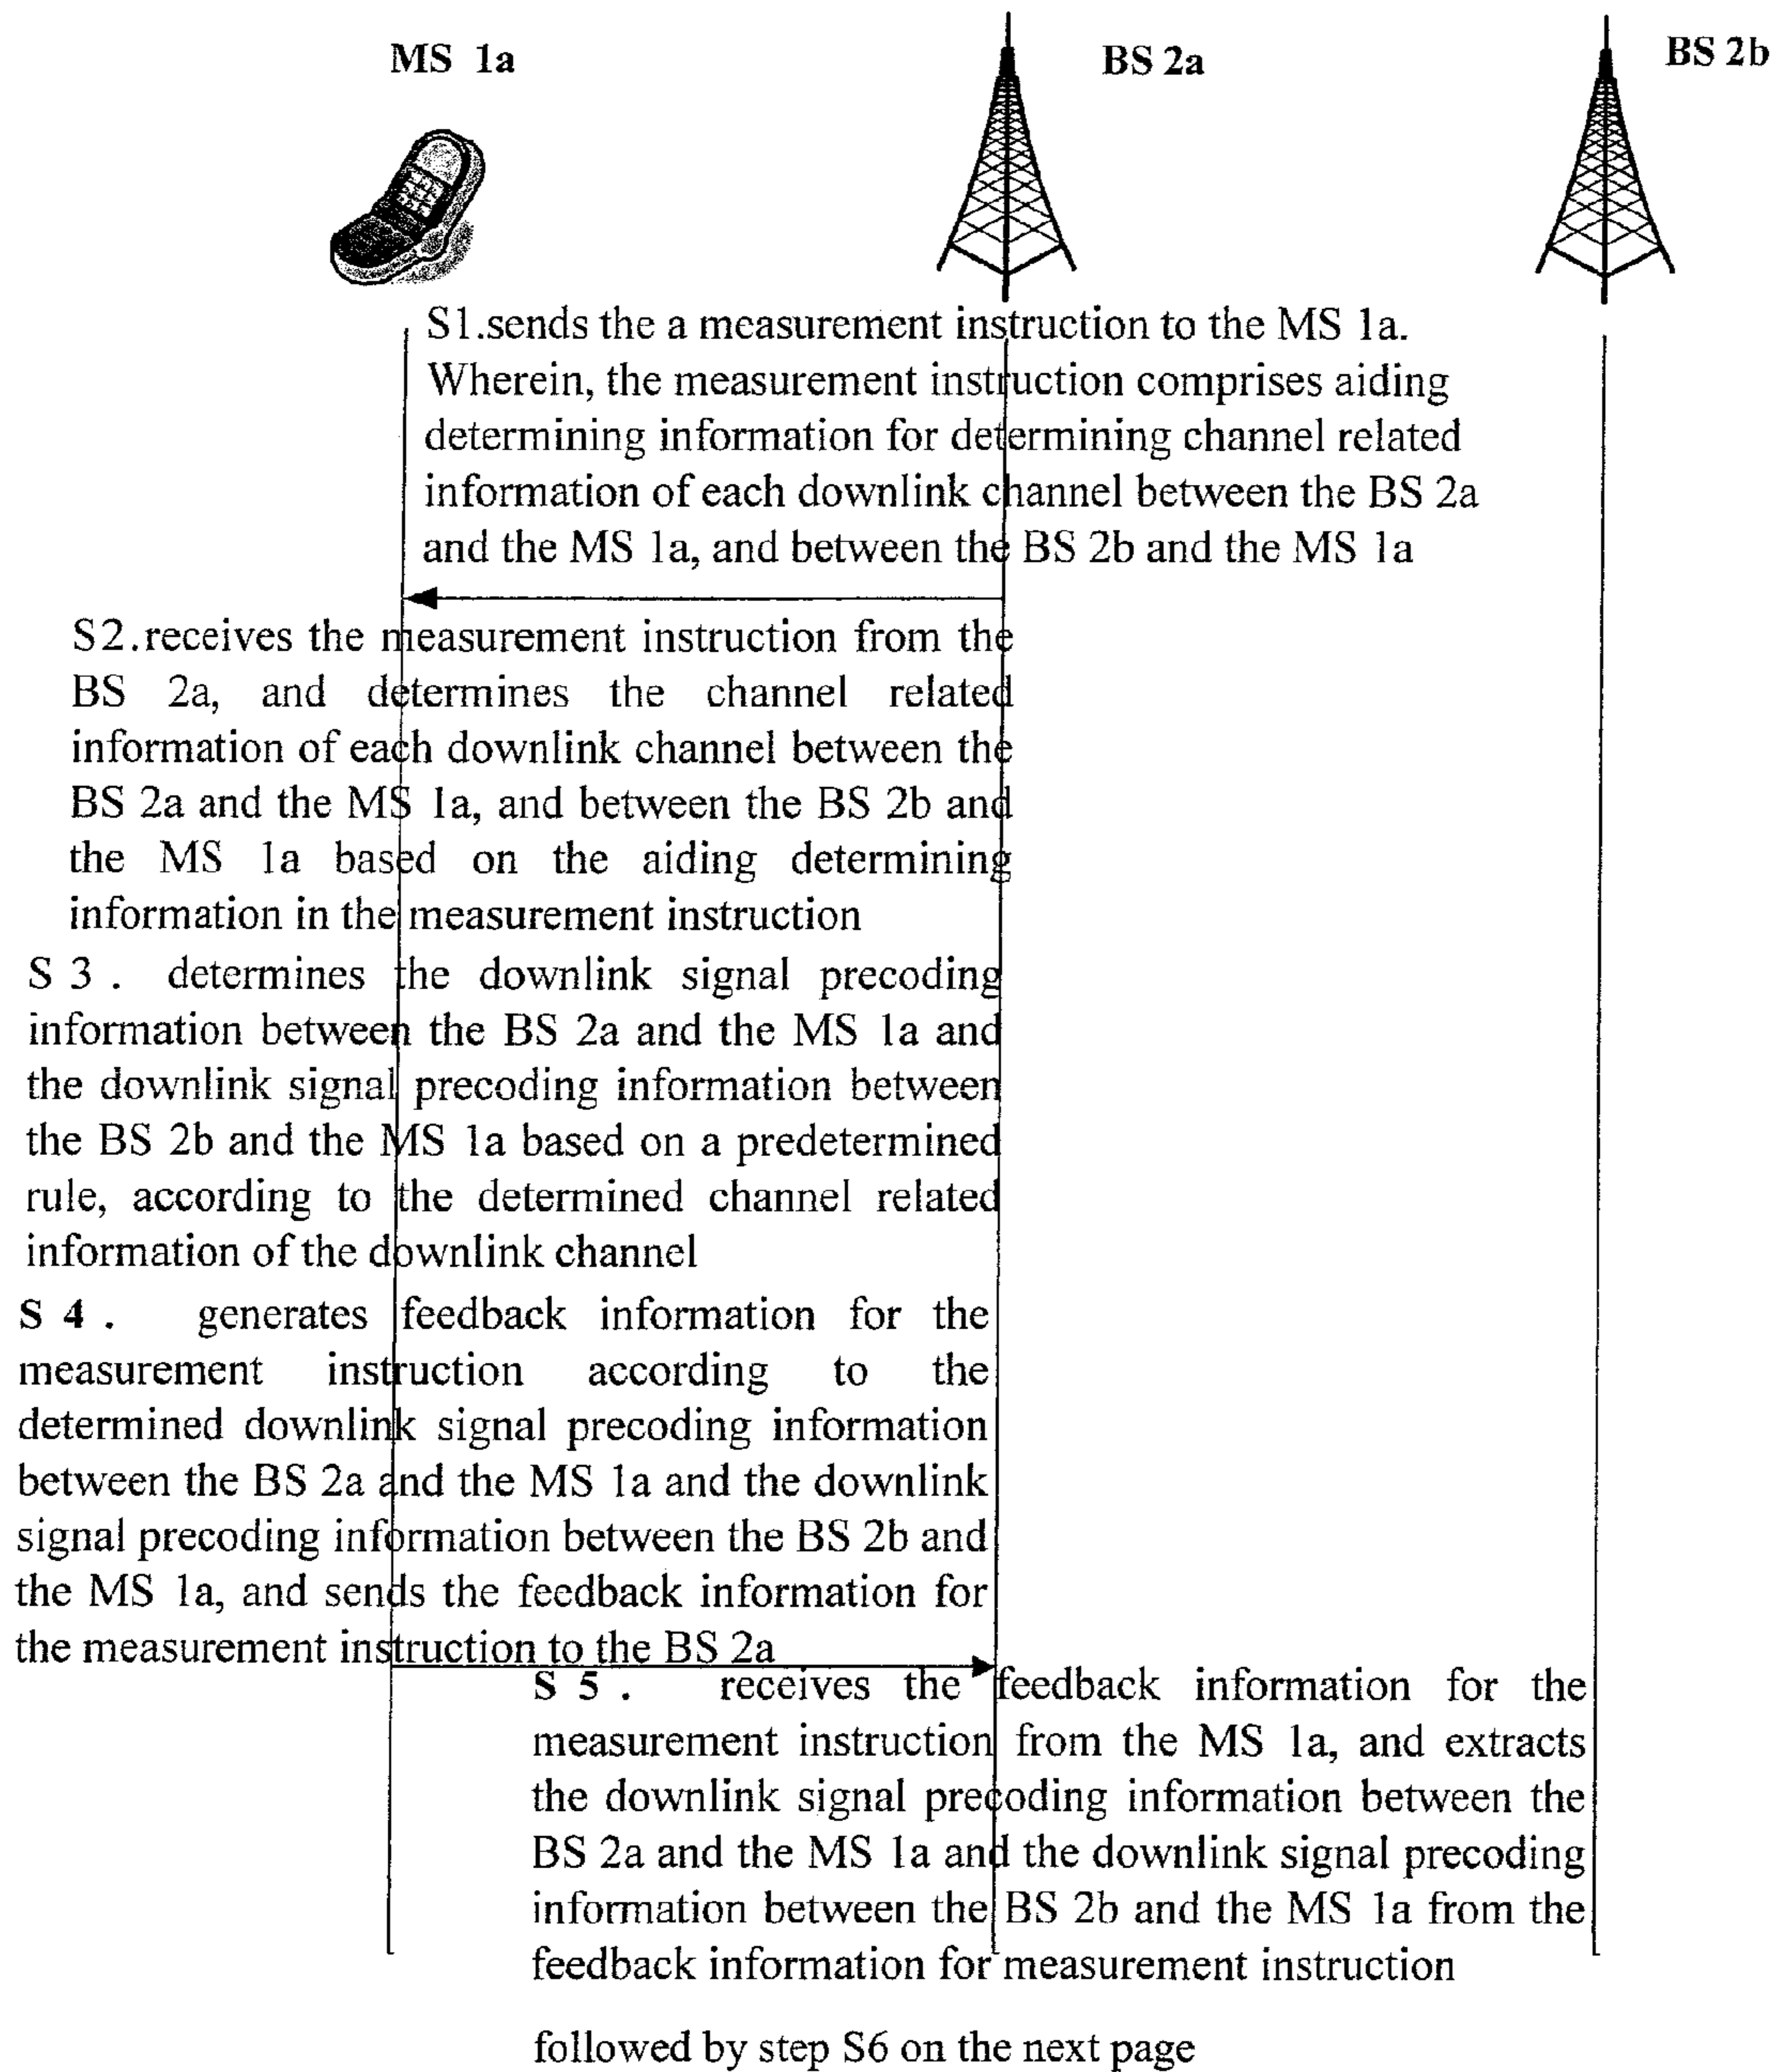 MS 1a
BS 2a
BS 2b
S1.sends the a measurement instruction to the MS 1a.
Wherein, the measurement instruction comprises aiding
determining information for determining channel related
information of each downlink channel between the BS 2a
and the MS 1a, and between the BS 2b and the MS 1a
S2.receives the measurement instruction from the
BS 2a, and determines the channel related
information of each downlink channel between the
BS 2a and the MS 1a, and between the BS 2b and
the MS 1a based on the aiding determining
information in the measurement instruction
S 3 . determines the downlink signal precoding
information between the BS 2a and the MS 1a and
the downlink signal precoding information between
the BS 2b and the MS 1a based on a predetermined
rule, according to the determined channel related
information of the downlink channel
S 4 . generates feedback information for the
measurement instruction according to the
determined downlink signal precoding information
between the BS 2a and the MS 1a and the downlink
signal precoding information between the BS 2b and
the MS 1a, and sends the feedback information for
the measurement instruction to the BS 2a
S 5 . receives the feedback information for the
measurement instruction from the MS 1a, and extracts
the downlink signal precoding information between the
BS 2a and the MS 1a and the downlink signal precoding
information between the BS 2b and the MS 1a from the
feedback information for measurement instruction
followed by step S6 on the next page